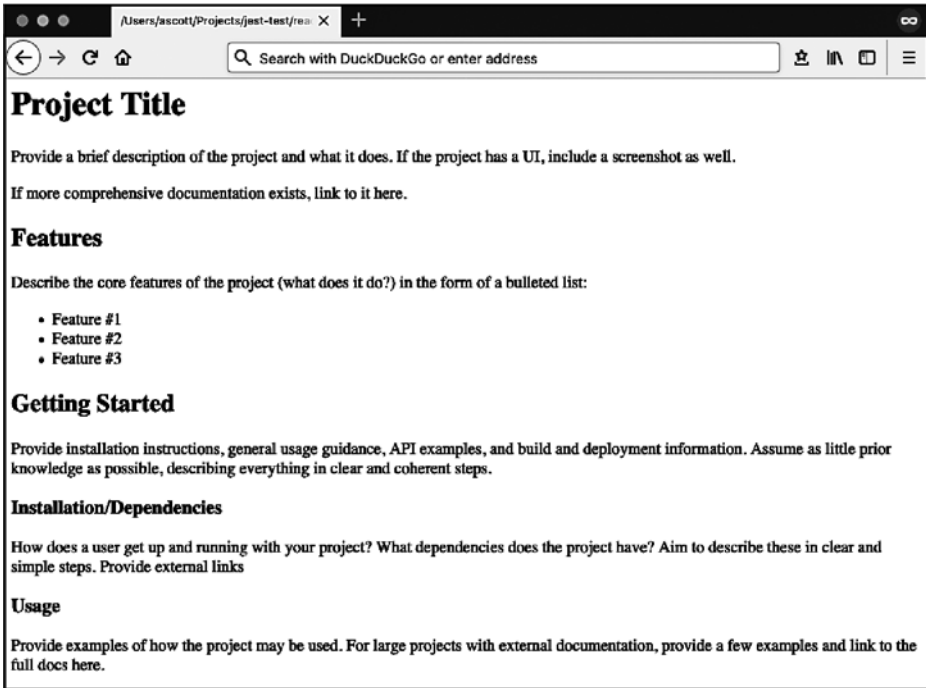 /Users/ascott/Projects/jest-test/rea
Search with DuckDuckGo or enter address
Project Title
Provide a brief description of the project and what it does. If the project has a UI, include a screenshot as well.
If more comprehensive documentation exists, link to it here.
Features
Describe the core features of the project (what does it do?) in the form of a bulleted list:
• Feature #1
• Feature #2
• Feature #3
Getting Started
Provide installation instructions, general usage guidance, API examples, and build and deployment information. Assume as little prior
knowledge as possible, describing everything in clear and coherent steps.
Installation/Dependencies
How does a user get up and running with your project? What dependencies does the project have? Aim to describe these in clear and
simple steps. Provide external links
Usage
Provide examples of how the project may be used. For large projects with external documentation, provide a few examples and link to the
full docs here.